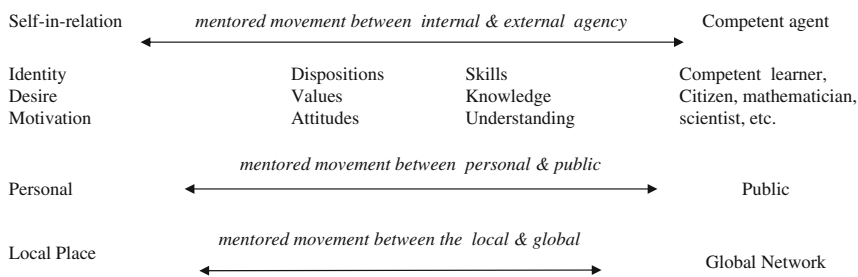 Self-in-relation mentored movement between internal & external agency Competent agent
Identity Dispositions Skills Competent learner,
Desire Values Knowledge Citizen, mathematician,
Motivation Attitudes Understanding scientist, etc.
mentored movement between personal & public
Personal Public
mentored movement between the local & global
Local Place Global Network